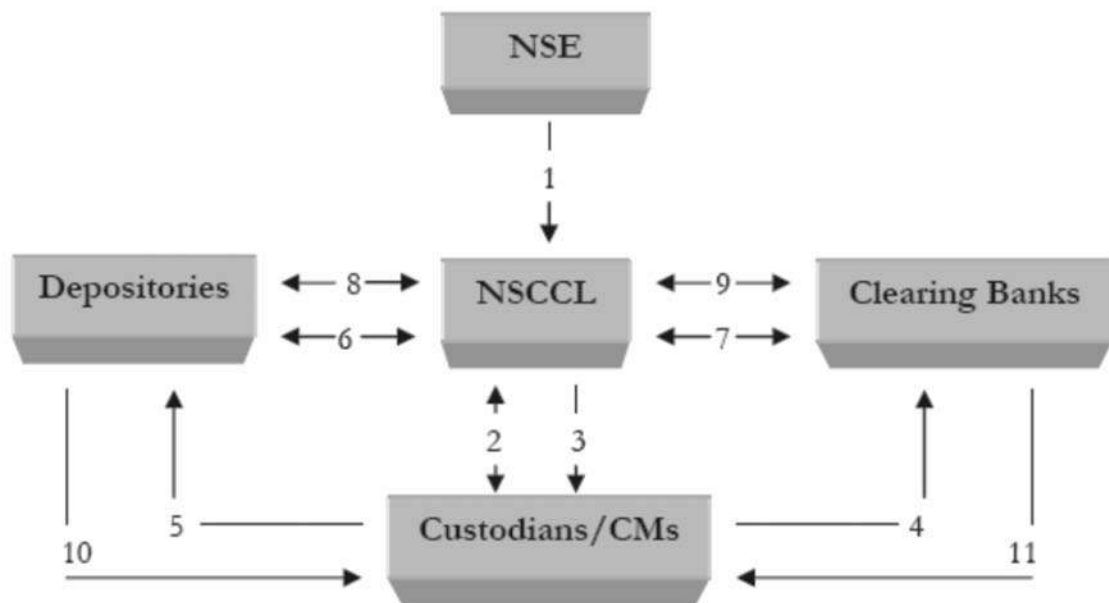 NSE
1
Depositories
8
NSCCL
9
Clearing Banks
6
7
2
3
5
Custodians/CMs
4
10
11